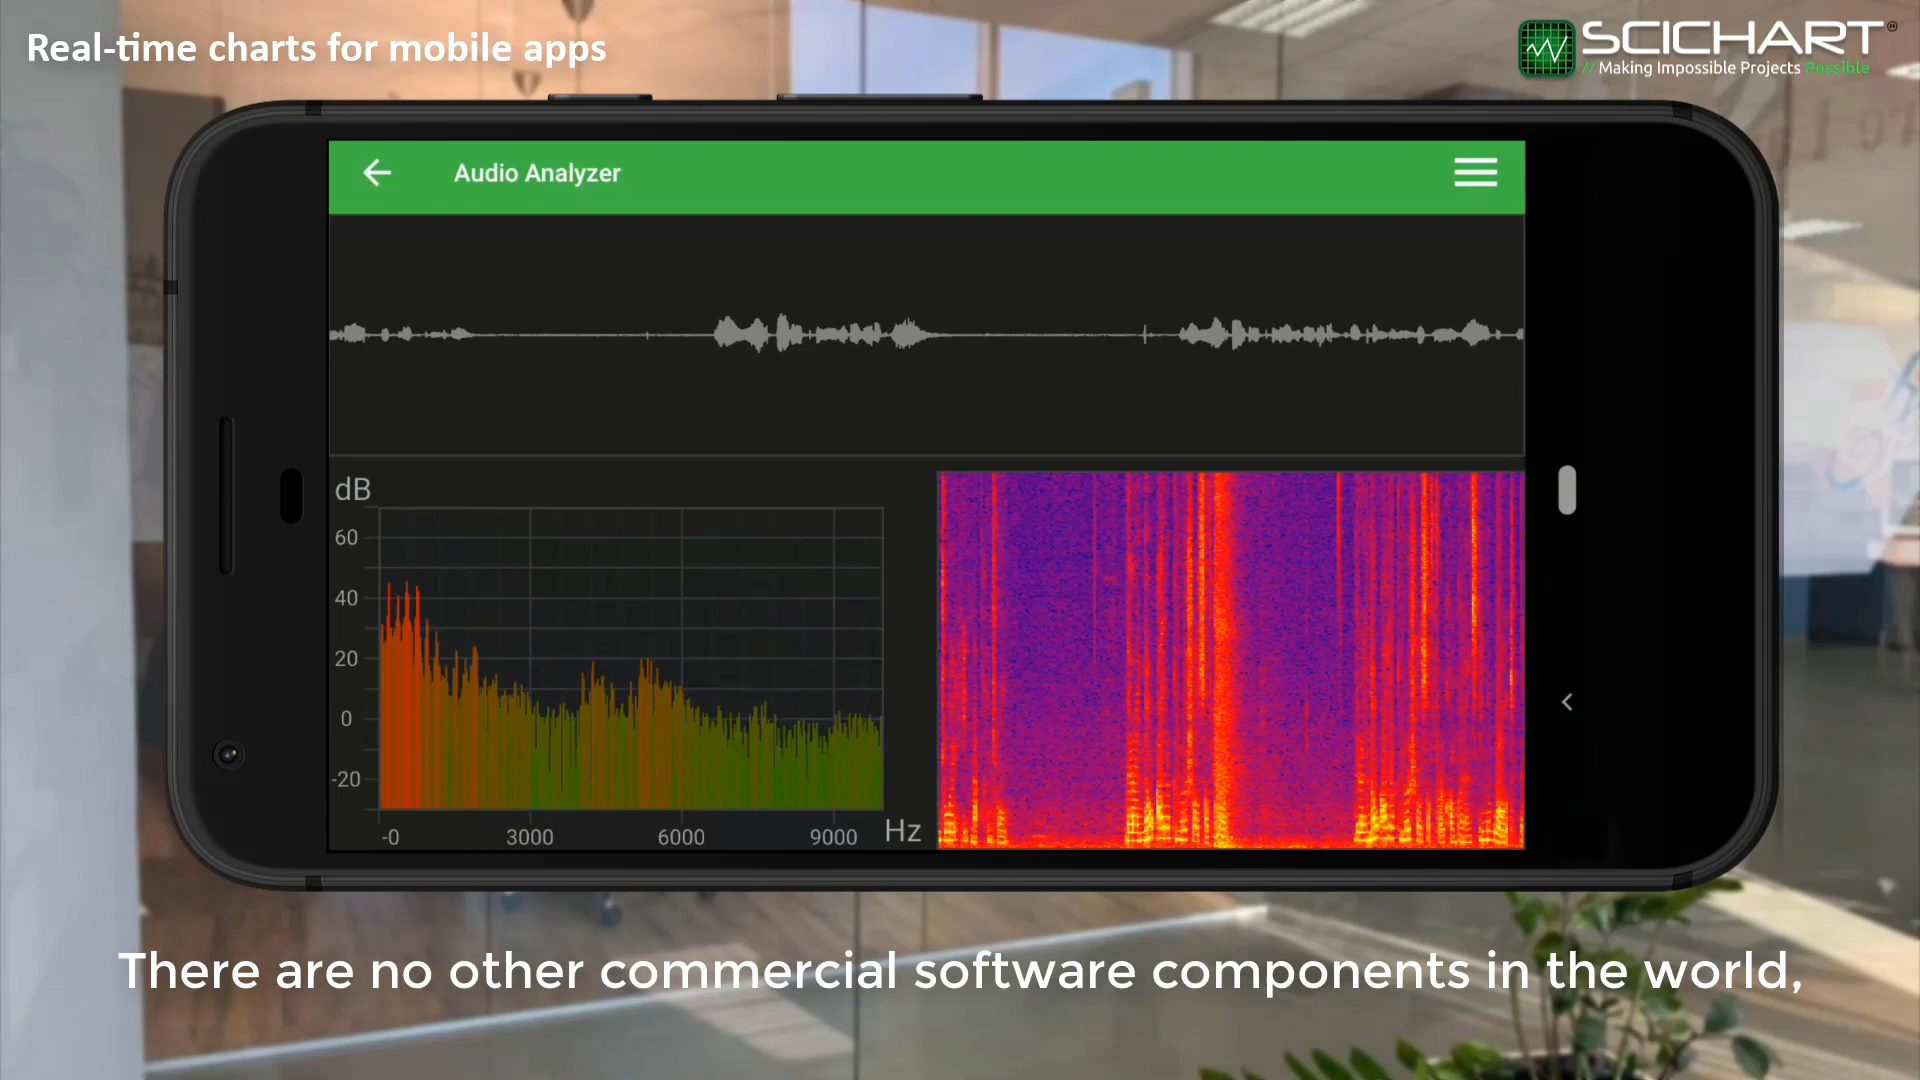 Real-time charts for mobile apps
SCICHART®
// Making Impossible Projects Possible
Audio Analyzer
dB
60
40
20
0
-20
-0 3000 6000 9000 Hz
There are no other commercial software components in the world,